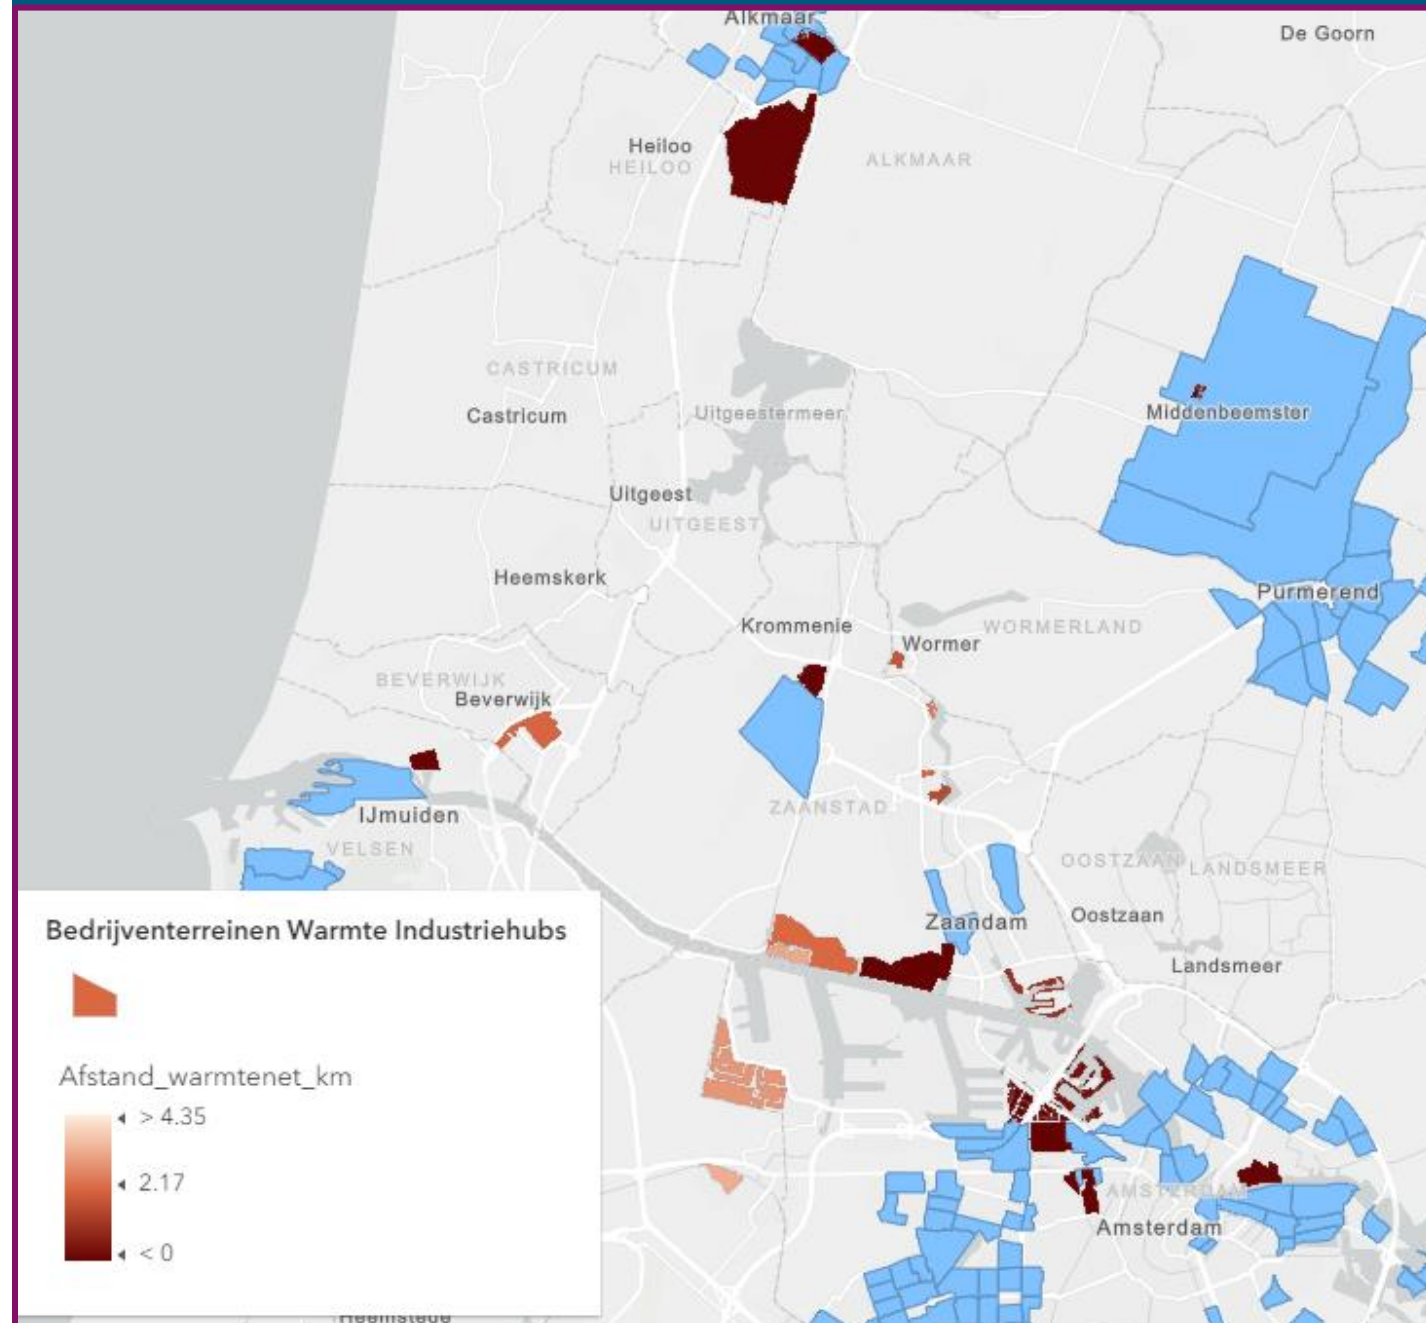 Alkmaar
De Goorn
Heiloo
HEILOO
ALKMAAR
CASTRICUM
Castricum
Uitgeestermeer
Middenbeemster
Uitgeest
UITGEEST
Heemskerk
Purmerend
Krommenie
WORMERLAND
Wormer
BEVERWIJK
Beverwijk
ZAANSTAD
IJmuiden
VELSEN
OOSTZAAN
LANDSMEER
Zaandam
Oostzaan
Landsmeer
Bedrijventerreinen Warmte Industriehubs
Afstand_warmtenet_km
> 4.35
2.17
< 0
AMSTERDAM
Amsterdam
Heemstede